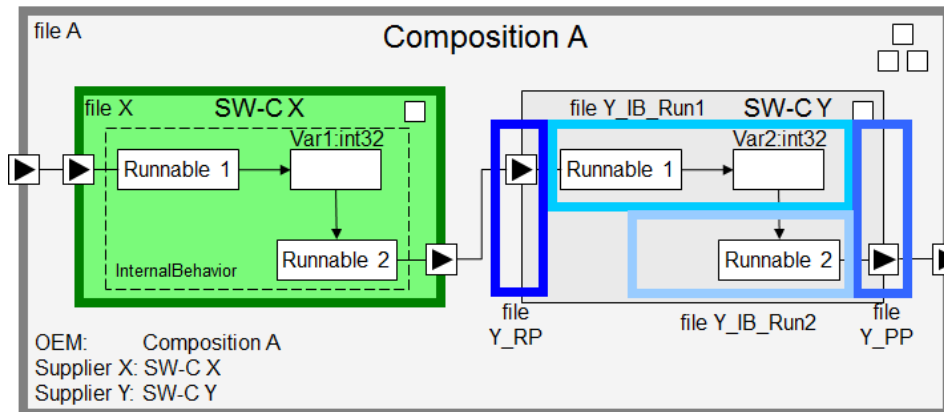 file A
Composition A
file X
SW-C X
file Y_IB_Run1
SW-C Y
Var1:int32
Var2:int32
Runnable 1
Runnable 1
Runnable 2
Runnable 2
InternalBehavior
file
Y_RP
file Y_IB_Run2
file
Y_PP
OEM: Composition A
Supplier X: SW-C X
Supplier Y: SW-C Y